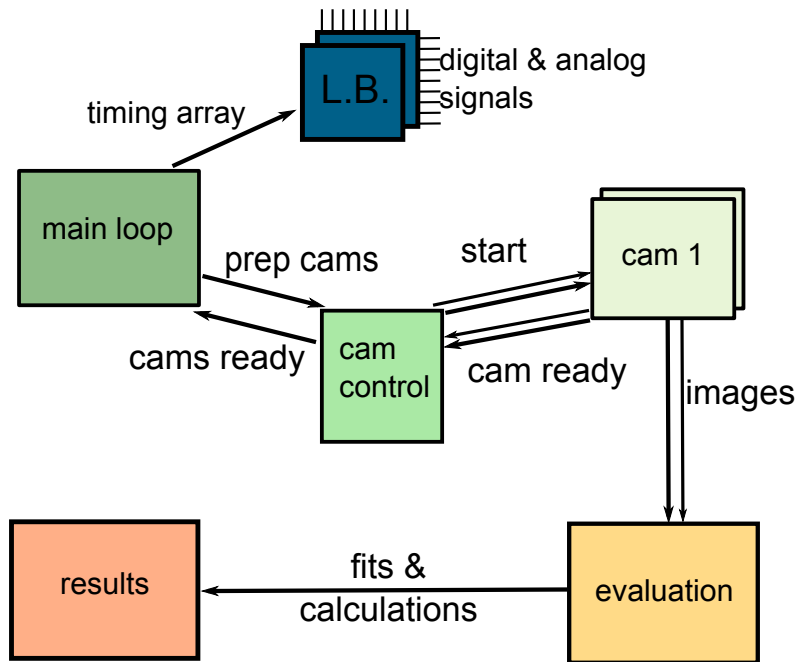 L.B.
digital & analog
signals
timing array
main loop
prep cams
start
cam 1
cams ready
cam
control
cam ready
images
results
fits &
calculations
evaluation